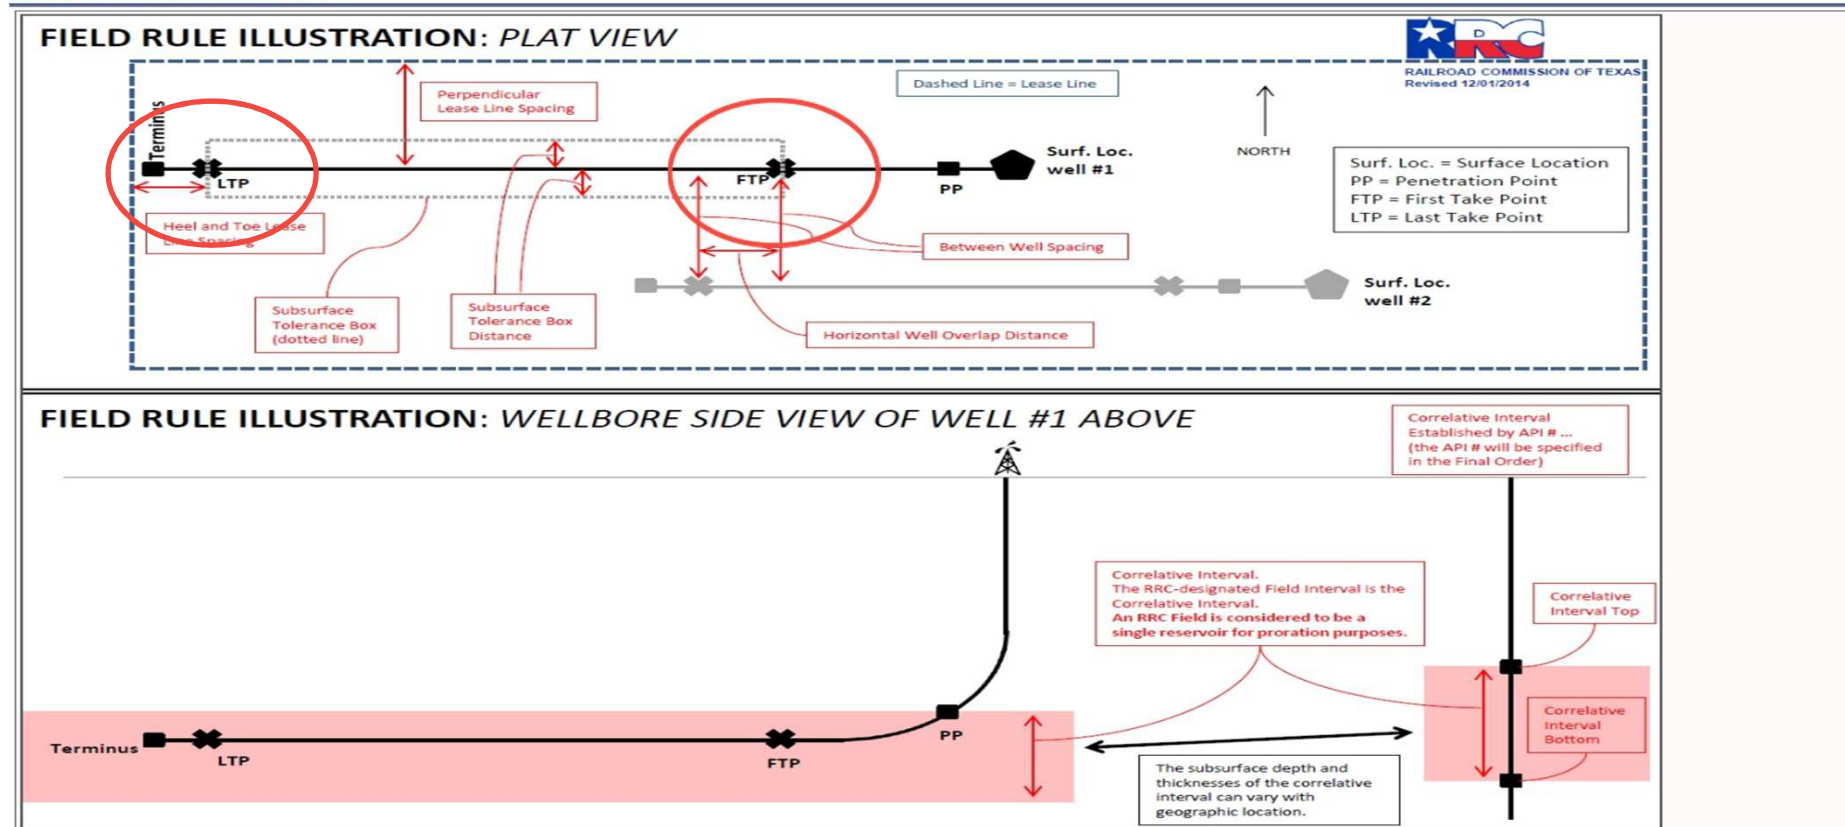 FIELD RULE ILLUSTRATION: PLAT VIEW
RRC
RAILROAD COMMISSION OF TEXAS
Revised 12/01/2014
Dashed Line = Lease Line
Perpendicular
Lease Line Spacing
NORTH
Terminus
LTP
FTP
PP
Surf. Loc.
well #1
Surf. Loc. = Surface Location
PP = Penetration Point
FTP = First Take Point
LTP = Last Take Point
Heel and Toe Lease
Line Spacing
Between Well Spacing
Surf. Loc.
well #2
Subsurface
Tolerance Box
(dotted line)
Subsurface
Tolerance Box
Distance
Horizontal Well Overlap Distance
FIELD RULE ILLUSTRATION: WELLBORE SIDE VIEW OF WELL #1 ABOVE
Correlative Interval
Established by API # ...
(the API # will be specified
in the Final Order)
Correlative Interval.
The RRC-designated Field Interval is the
Correlative Interval.
An RRC Field is considered to be a
single reservoir for proration purposes.
Correlative
Interval Top
Correlative
Interval
Bottom
Terminus
LTP
FTP
PP
The subsurface depth and
thicknesses of the correlative
interval can vary with
geographic location.